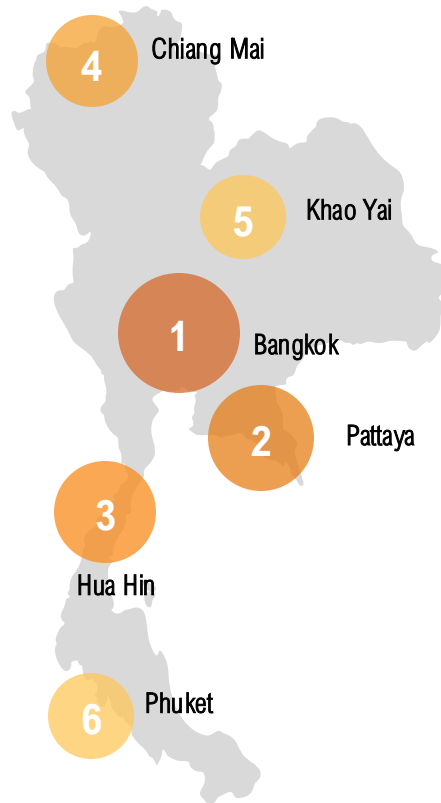 Chiang Mai
4
Khao Yai
5
1
Bangkok
2
Pattaya
3
Hua Hin
Phuket
6